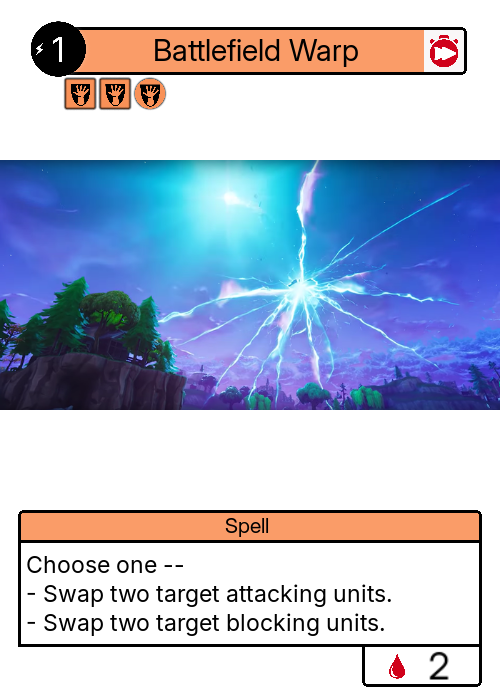 1
Battlefield Warp
Spell
Choose one --
- Swap two target attacking units.
- Swap two target blocking units.
2